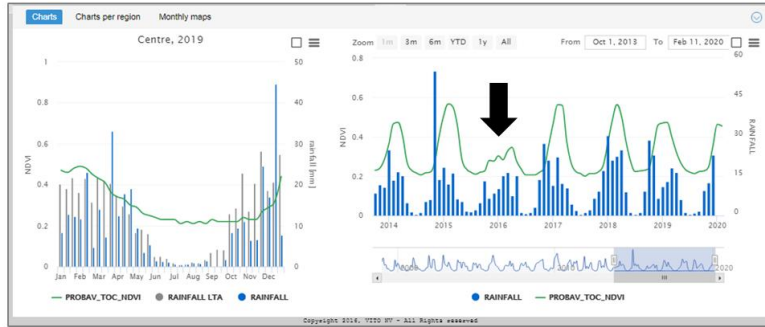 Charts Charts per region Monthly maps
Centre, 2019
1
0.8
0.6
0.4
0.2
0
NDVI
50
40
30
20
10
0
rainfall [mm]
Jan Feb Mar Apr May Jun Jul Aug Sep Oct Nov Dec
PROBAV_TOC_NDVI RAINFALL LTA RAINFALL
Zoom 1m 3m 6m YTD 1y All From Oct 1, 2013 To Feb 11, 2020
0.8
0.6
0.4
0.2
0
NDVI
60
45
30
15
0
RAINFALL
2014 2015 2016 2017 2018 2019 2020
2020
RAINFALL PROBAV_TOC_NDVI
Copyright 2016, VITO NV - All Rights reserved